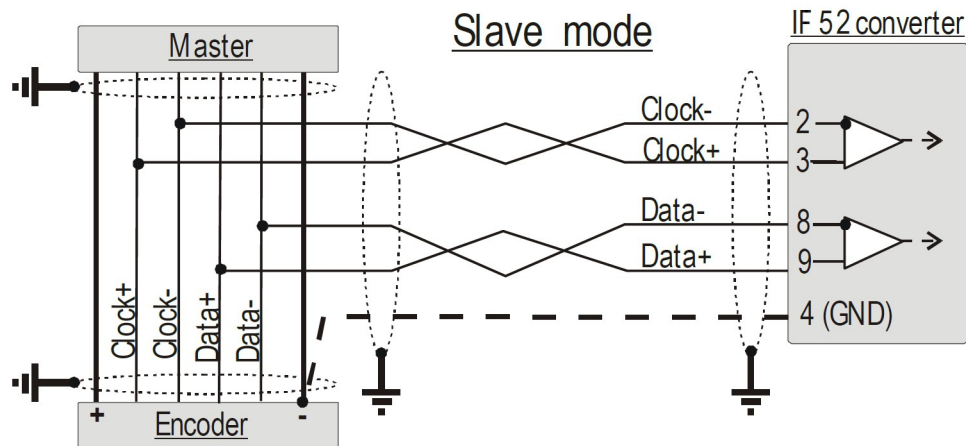 Slave mode
IF 52 converter
Master
Clock-
2
Clock+
3
Data-
8
Data+
9
4 (GND)
Clock+
Clock-
Data+
Data-
+
-
Encoder